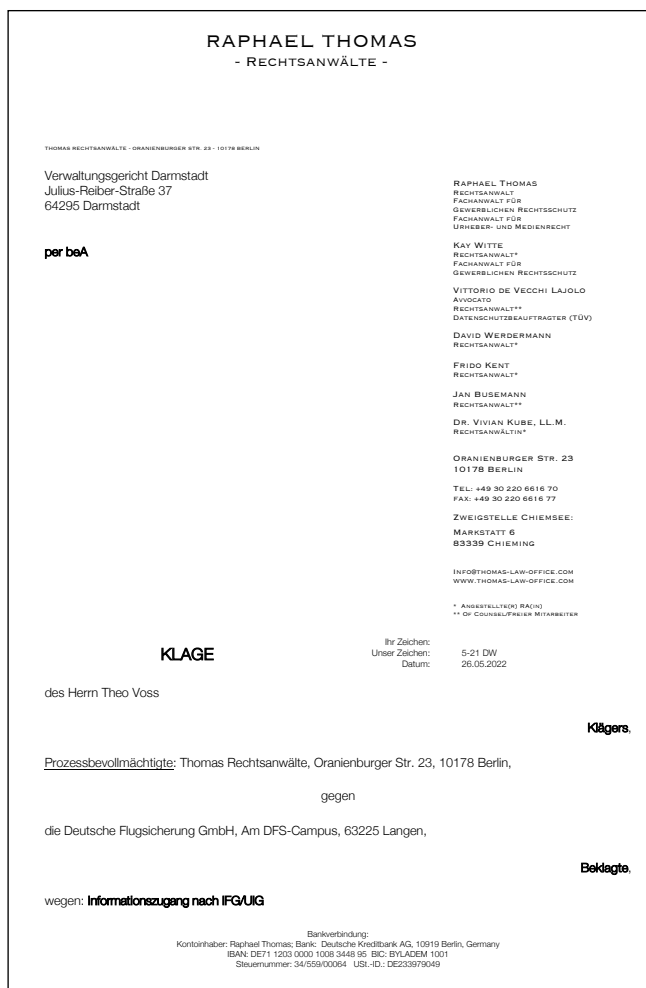 RAPHAEL THOMAS
- RECHTSANWÄLTE -
THOMAS RECHTSANWÄLTE - ORANIENBURGER STR. 23 - 10178 BERLIN
Verwaltungsgericht Darmstadt
Julius-Reiber-Straße 37
64295 Darmstadt
per beA
RAPHAEL THOMAS
RECHTSANWALT
FACHANWALT FÜR
GEWERBLICHEN RECHTSSCHUTZ
FACHANWALT FÜR
URHEBER- UND MEDIENRECHT
KAY WITTE
RECHTSANWALT*
FACHANWALT FÜR
GEWERBLICHEN RECHTSSCHUTZ
VITTORIO DE VECCHI LAJOLO
AVVOCATO
RECHTSANWALT**
DATENSCHUTZBEAUFTRAGTER (TÜV)
DAVID WERDERMANN
RECHTSANWALT*
FRIDO KENT
RECHTSANWALT*
JAN BUSEMANN
RECHTSANWALT**
DR. VIVIAN KUBE, LL.M.
RECHTSANWÄLTIN*
ORANIENBURGER STR. 23
10178 BERLIN
TEL: +49 30 220 6616 70
FAX: +49 30 220 6616 77
ZWEIGSTELLE CHIEMSEE:
MARKSTATT 6
83339 CHIEMING
INFO@THOMAS-LAW-OFFICE.COM
WWW.THOMAS-LAW-OFFICE.COM
* ANGESTELLTE(R) RA(IN)
** OF COUNSEL/FREIER MITARBEITER
Ihr Zeichen:
KLAGE Unser Zeichen: 5-21 DW
Datum: 26.05.2022
des Herrn Theo Voss
Klägers,
Prozessbevollmächtigte: Thomas Rechtsanwälte, Oranienburger Str. 23, 10178 Berlin,
gegen
die Deutsche Flugsicherung GmbH, Am DFS-Campus, 63225 Langen,
Beklagte,
wegen: Informationszugang nach IFG/UIG
Bankverbindung:
Kontoinhaber: Raphael Thomas; Bank: Deutsche Kreditbank AG, 10919 Berlin, Germany
IBAN: DE71 1203 0000 1008 3448 95 BIC: BYLADEM 1001
Steuernummer: 34/559/00064 USt.-ID.: DE233979049